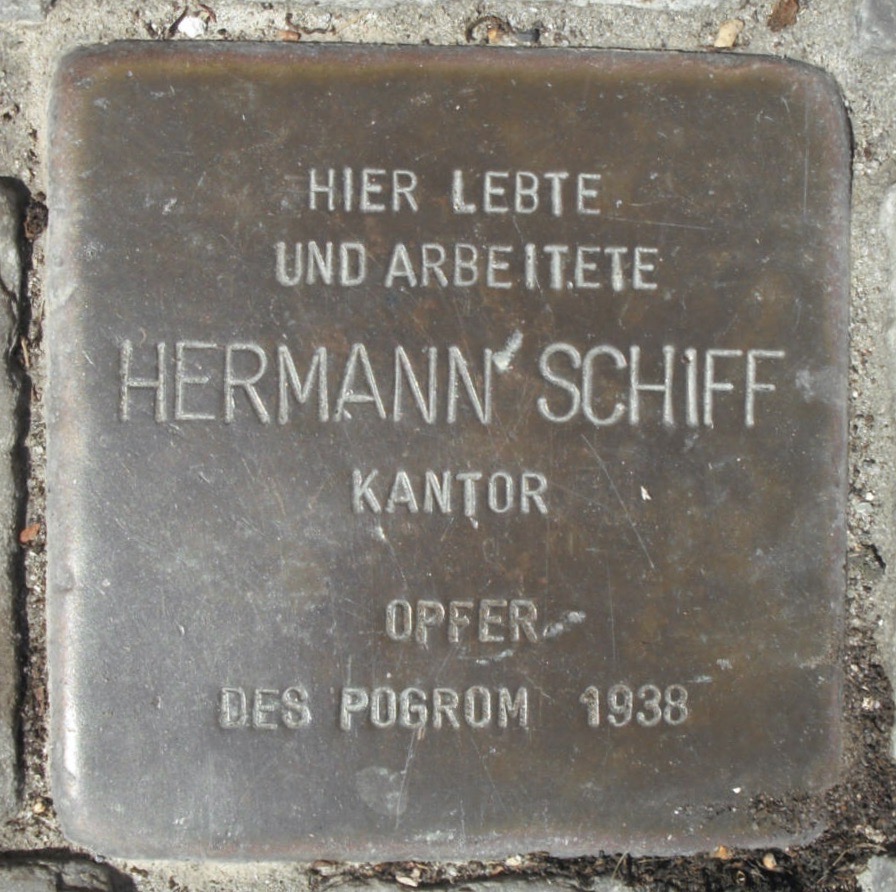 HIER LEBTE
UND ARBEITETE
HERMANN SCHIFF
KANTOR
OPFER
DES POGROM 1938